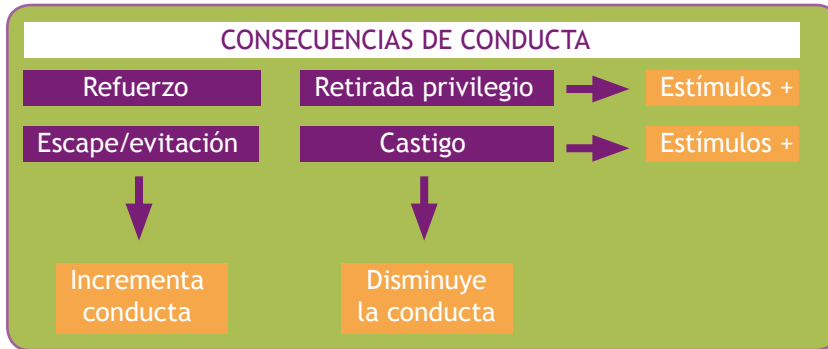 CONSECUENCIAS DE CONDUCTA
Refuerzo
Retirada privilegio
Estímulos +
Escape/evitación
Castigo
Estímulos +
Incrementa
conducta
Disminuye
la conducta